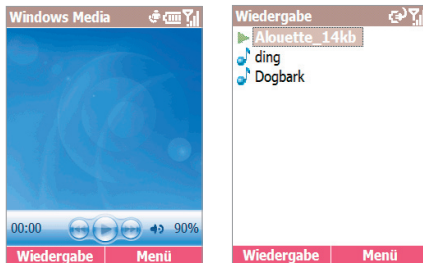 Windows Media
00:00
90%
Wiedergabe
Menü
Wiedergabe
Alouette_14kb
ding
Dogbark
Wiedergabe
Menü